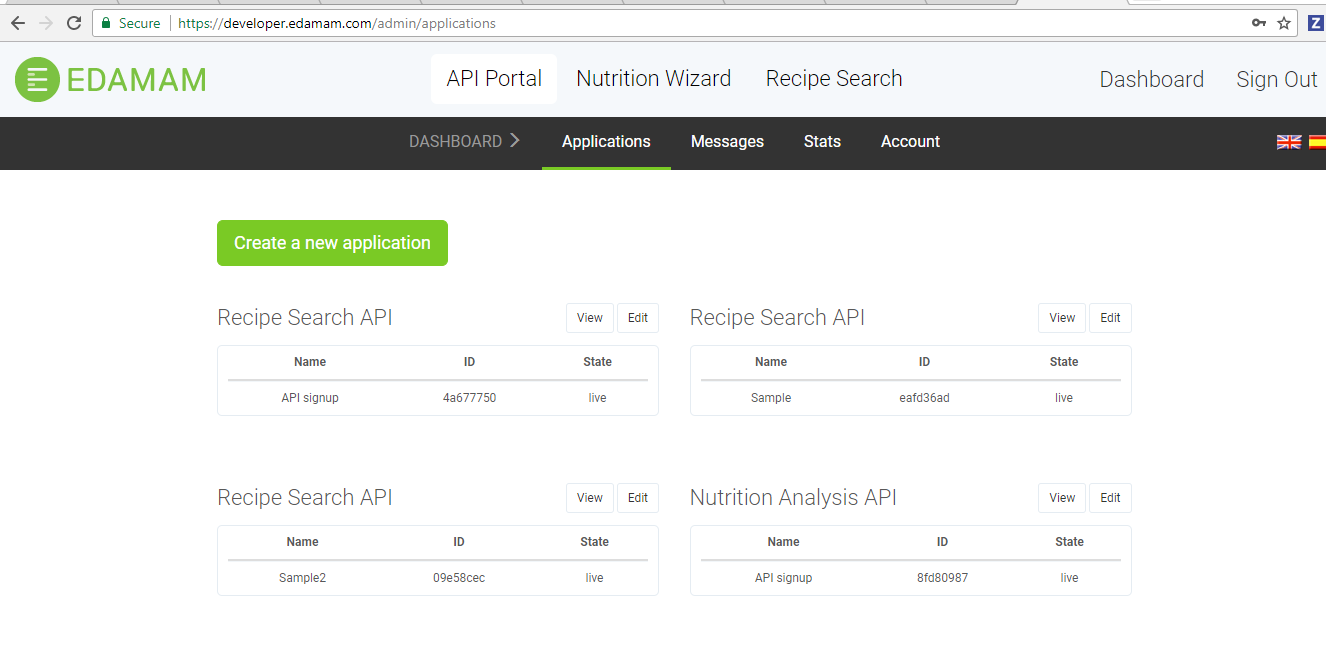 Secure https://developer.edamam.com/admin/applications
Z
EDAMAM API Portal Nutrition Wizard Recipe Search Dashboard Sign Out
DASHBOARD Applications Messages Stats Account
Create a new application
Recipe Search API View Edit
Name ID State
API signup 4a677750 live
Recipe Search API View Edit
Name ID State
Sample eafd36ad live
Recipe Search API View Edit
Name ID State
Sample2 09e58cec live
Nutrition Analysis API View Edit
Name ID State
API signup 8fd80987 live